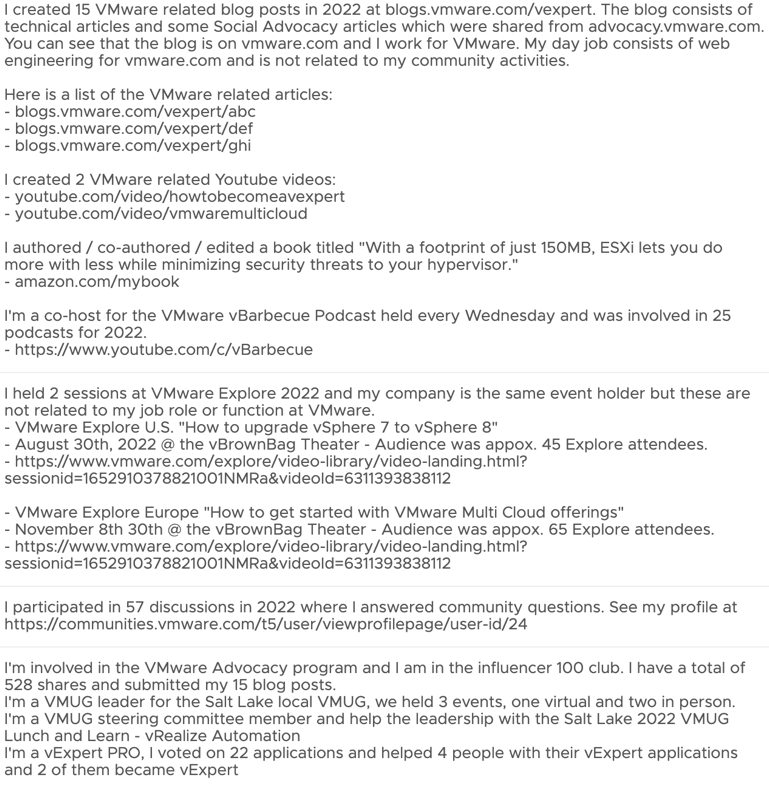 I created 15 VMware related blog posts in 2022 at blogs.vmware.com/vexpert. The blog consists of
technical articles and some Social Advocacy articles which were shared from advocacy.vmware.com.
You can see that the blog is on vmware.com and I work for VMware. My day job consists of web
engineering for vmware.com and is not related to my community activities.
Here is a list of the VMware related articles:
- blogs.vmware.com/vexpert/abc
- blogs.vmware.com/vexpert/def
- blogs.vmware.com/vexpert/ghi
I created 2 VMware related Youtube videos:
- youtube.com/video/howtobecomeavexpert
- youtube.com/video/vmwaremulticloud
I authored / co-authored / edited a book titled "With a footprint of just 150MB, ESXi lets you do
more with less while minimizing security threats to your hypervisor."
- amazon.com/mybook
I'm a co-host for the VMware vBarbecue Podcast held every Wednesday and was involved in 25
podcasts for 2022.
- https://www.youtube.com/c/vBarbecue
I held 2 sessions at VMware Explore 2022 and my company is the same event holder but these are
not related to my job role or function at VMware.
- VMware Explore U.S. "How to upgrade vSphere 7 to vSphere 8"
- August 30th, 2022 @ the vBrownBag Theater - Audience was appox. 45 Explore attendees.
- https://www.vmware.com/explore/video-library/video-landing.html?
sessionid=1652910378821001NMRa&videoId=6311393838112
- VMware Explore Europe "How to get started with VMware Multi Cloud offerings"
- November 8th 30th @ the vBrownBag Theater - Audience was appox. 65 Explore attendees.
- https://www.vmware.com/explore/video-library/video-landing.html?
sessionid=1652910378821001NMRa&videoId=6311393838112
I participated in 57 discussions in 2022 where I answered community questions. See my profile at
https://communities.vmware.com/t5/user/viewprofilepage/user-id/24
I'm involved in the VMware Advocacy program and I am in the influencer 100 club. I have a total of
528 shares and submitted my 15 blog posts.
I'm a VMUG leader for the Salt Lake local VMUG, we held 3 events, one virtual and two in person.
I'm a VMUG steering committee member and help the leadership with the Salt Lake 2022 VMUG
Lunch and Learn - vRealize Automation
I'm a vExpert PRO, I voted on 22 applications and helped 4 people with their vExpert applications
and 2 of them became vExpert